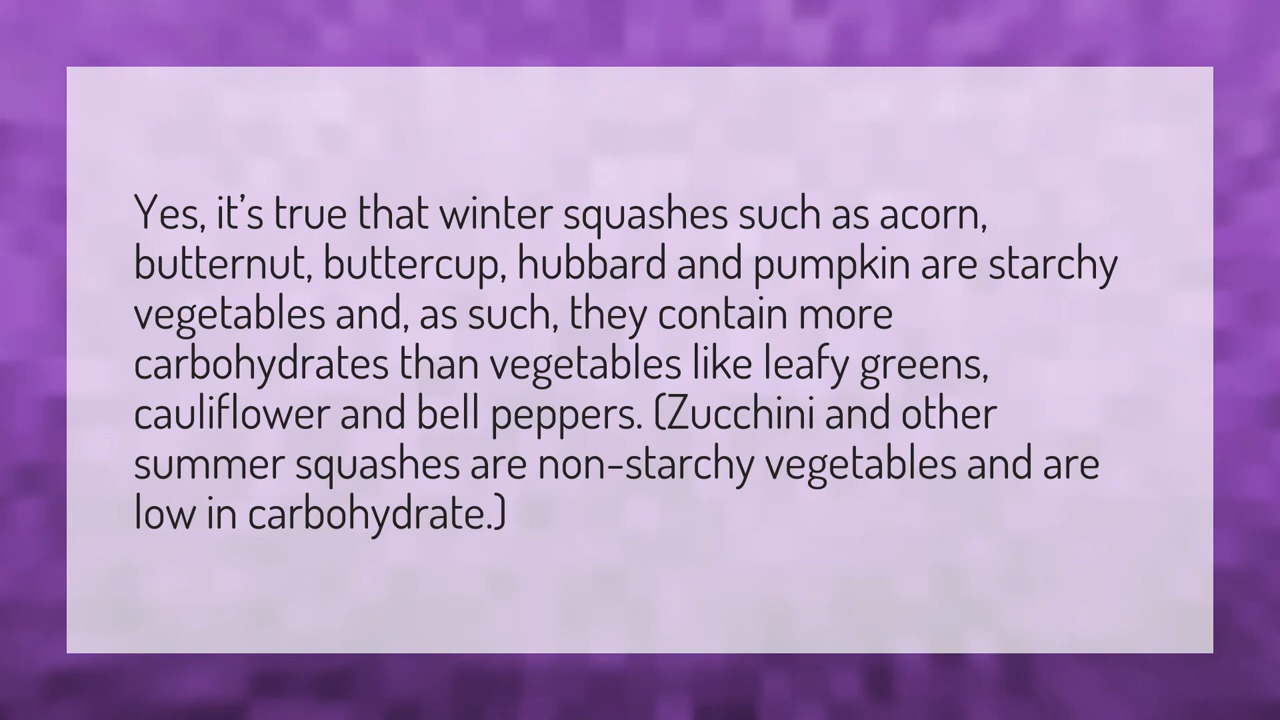 Yes, it’s true that winter squashes such as acorn,
butternut, buttercup, hubbard and pumpkin are starchy
vegetables and, as such, they contain more
carbohydrates than vegetables like leafy greens,
cauliflower and bell peppers. (Zucchini and other
summer squashes are non-starchy vegetables and are
low in carbohydrate.)